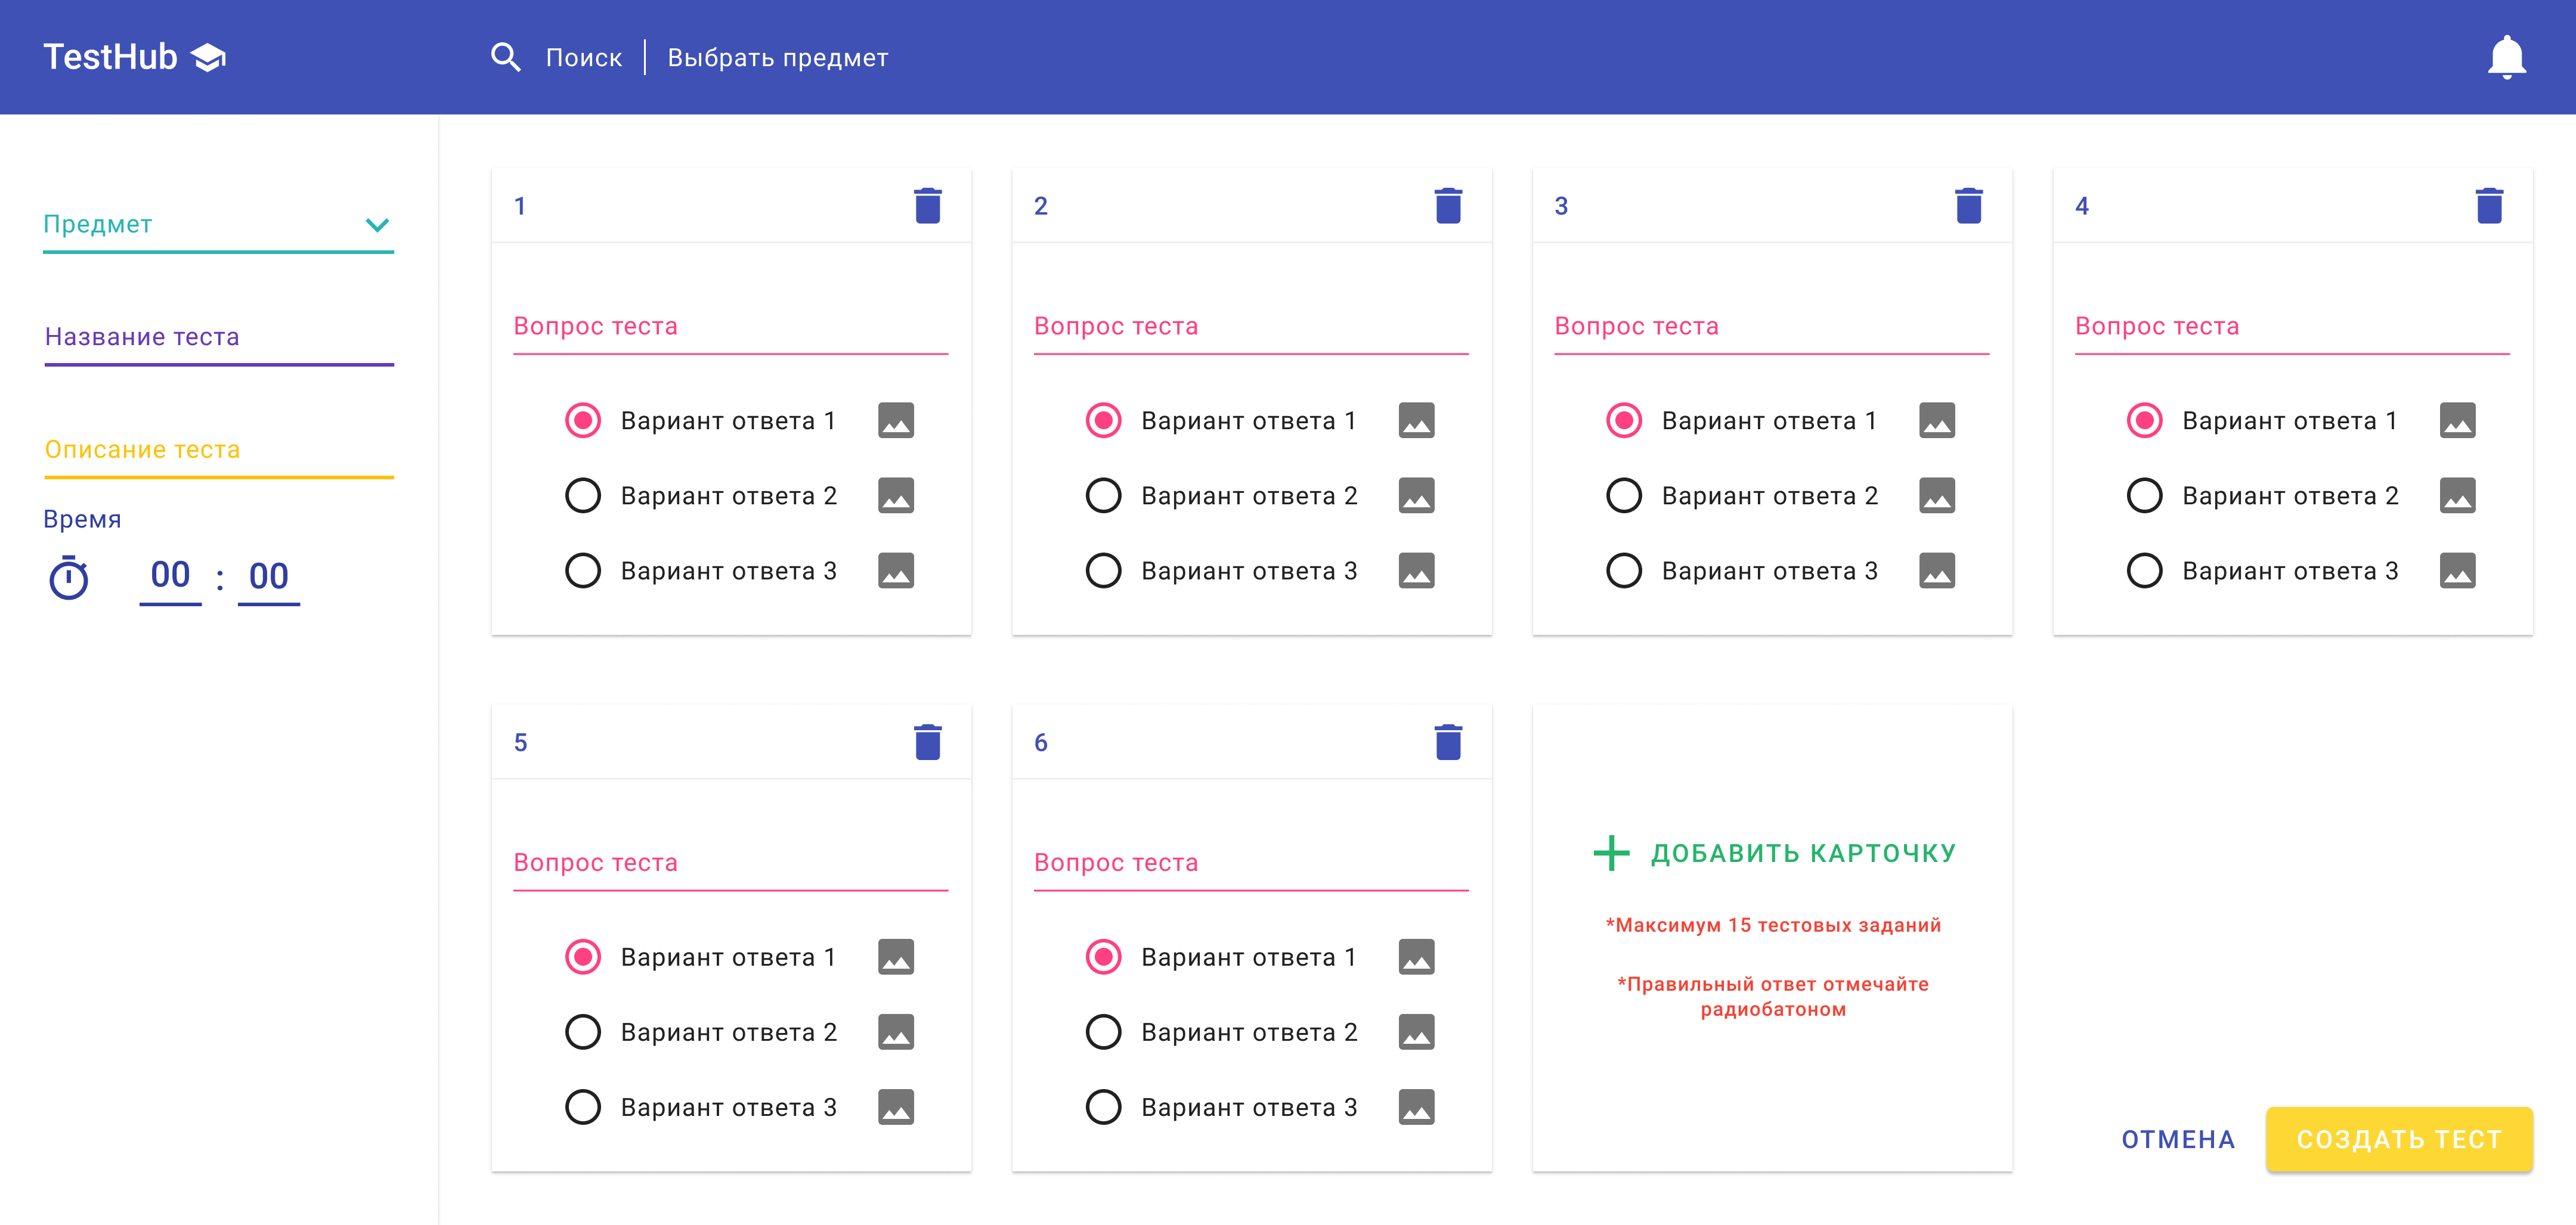 TestHub
Поиск | Выбрать предмет
Предмет
Название теста
Описание теста
Время
00 : 00
1
Вопрос теста
Вариант ответа 1
Вариант ответа 2
Вариант ответа 3
2
Вопрос теста
Вариант ответа 1
Вариант ответа 2
Вариант ответа 3
3
Вопрос теста
Вариант ответа 1
Вариант ответа 2
Вариант ответа 3
4
Вопрос теста
Вариант ответа 1
Вариант ответа 2
Вариант ответа 3
5
Вопрос теста
Вариант ответа 1
Вариант ответа 2
Вариант ответа 3
6
Вопрос теста
Вариант ответа 1
Вариант ответа 2
Вариант ответа 3
ДОБАВИТЬ КАРТОЧКУ
*Максимум 15 тестовых заданий
*Правильный ответ отмечайте
радиобатоном
ОТМЕНА
СОЗДАТЬ ТЕСТ